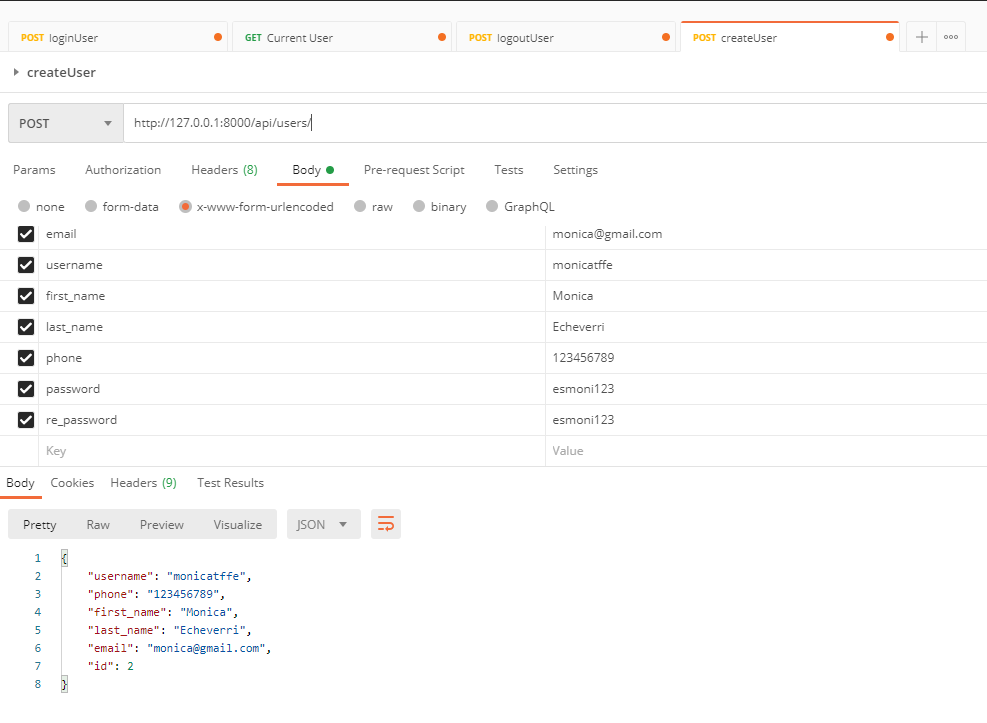 POST loginUser GET Current User POST logoutUser POST createUser
createUser
POST http://127.0.0.1:8000/api/users/
Params Authorization Headers (8) Body Pre-request Script Tests Settings
none form-data x-www-form-urlencoded raw binary GraphQL
email monica@gmail.com
username monicatffe
first_name Monica
last_name Echeverri
phone 123456789
password esmoni123
re_password esmoni123
Key Value
Body Cookies Headers (9) Test Results
Pretty Raw Preview Visualize JSON
1 {
2 "username": "monicatffe",
3 "phone": "123456789",
4 "first_name": "Monica",
5 "last_name": "Echeverri",
6 "email": "monica@gmail.com",
7 "id": 2
8 }